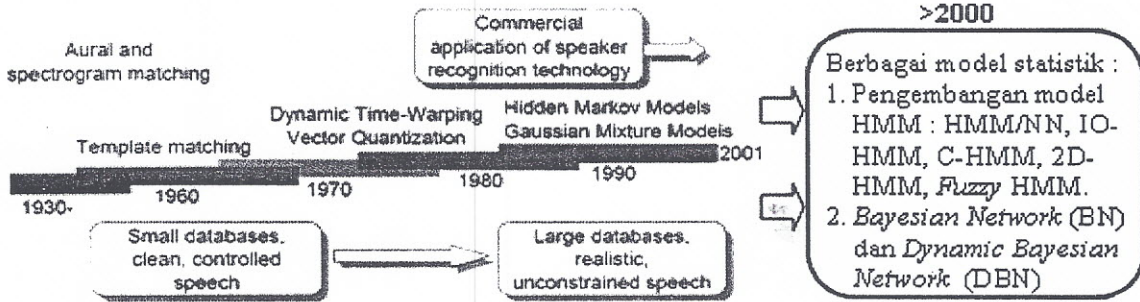 Aural and
spectrogram matching
Commercial
application of speaker
recognition technology
Template matching
Dynamic Time-Warping
Vector Quantization
Hidden Markov Models
Gaussian Mixture Models
1930-
1960
1970
1980
1990
2001
Small databases,
clean, controlled
speech
Large databases,
realistic,
unconstrained speech
>2000
Berbagai model statistik :
1. Pengembangan model
HMM : HMM/NN, IO-
HMM, C-HMM, 2D-
HMM, Fuzzy HMM.
2. Bayesian Network (BN)
dan Dynamic Bayesian
Network (DBN)